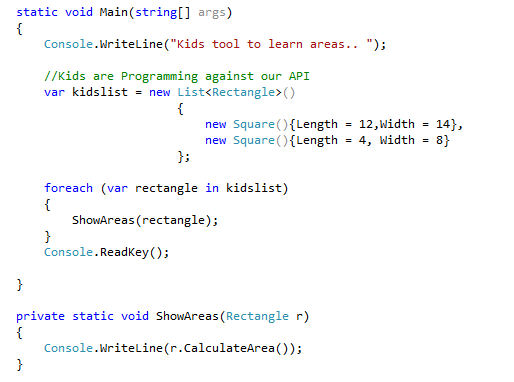 static void Main(string[] args)
{
    Console.WriteLine("Kids tool to learn areas.. ");

    //Kids are Programming against our API
    var kidslist = new List<Rectangle>()
                       {
                           new Square(){Length = 12,Width = 14},
                           new Square(){Length = 4, Width = 8}
                       };

    foreach (var rectangle in kidslist)
    {
        ShowAreas(rectangle);
    }
    Console.ReadKey();

}

private static void ShowAreas(Rectangle r)
{
    Console.WriteLine(r.CalculateArea());
}